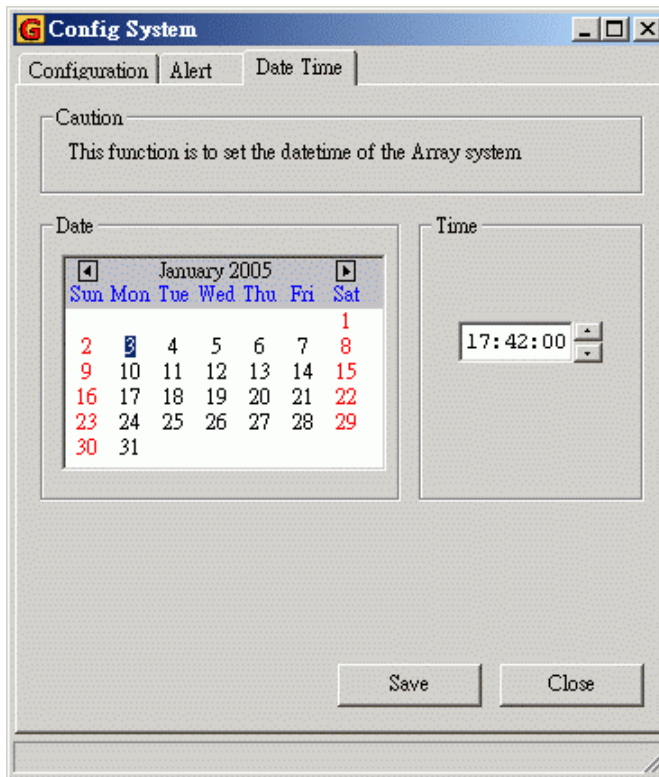 G Config System
Configuration Alert Date Time
Caution
This function is to set the datetime of the Array system
Date
January 2005
Sun Mon Tue Wed Thu Fri Sat
1
2 3 4 5 6 7 8
9 10 11 12 13 14 15
16 17 18 19 20 21 22
23 24 25 26 27 28 29
30 31
Time
17:42:00
Save Close